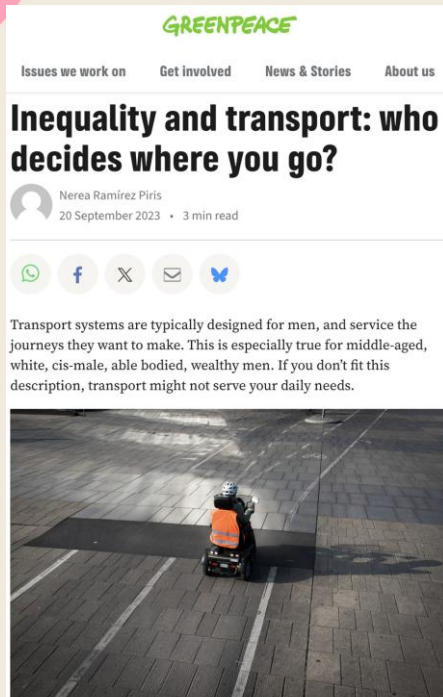 GREENPEACE
Issues we work on Get involved News & Stories About us
Inequality and transport: who
decides where you go?
Nerea Ramírez Piris
20 September 2023 • 3 min read
Transport systems are typically designed for men, and service the
journeys they want to make. This is especially true for middle-aged,
white, cis-male, able bodied, wealthy men. If you don't fit this
description, transport might not serve your daily needs.